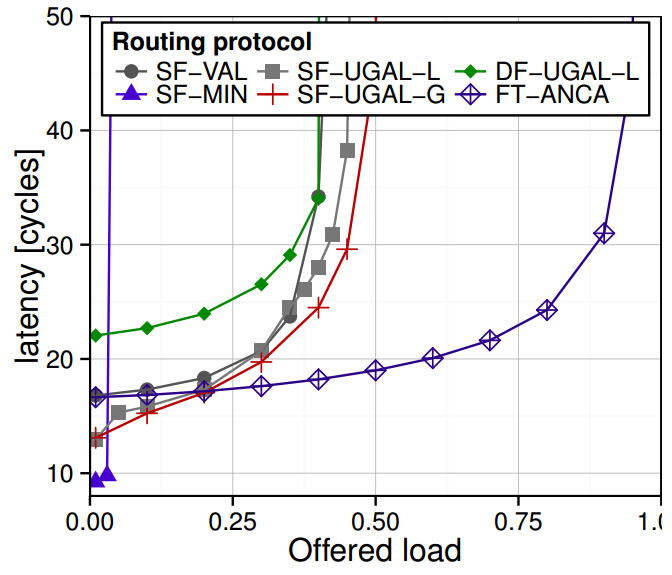 50
40
30
20
10
latency [cycles]
Routing protocol
SF−VAL SF−UGAL−L DF−UGAL−L
SF−MIN SF−UGAL−G FT−ANCA
0.00 0.25 0.50 0.75 1.0
Offered load